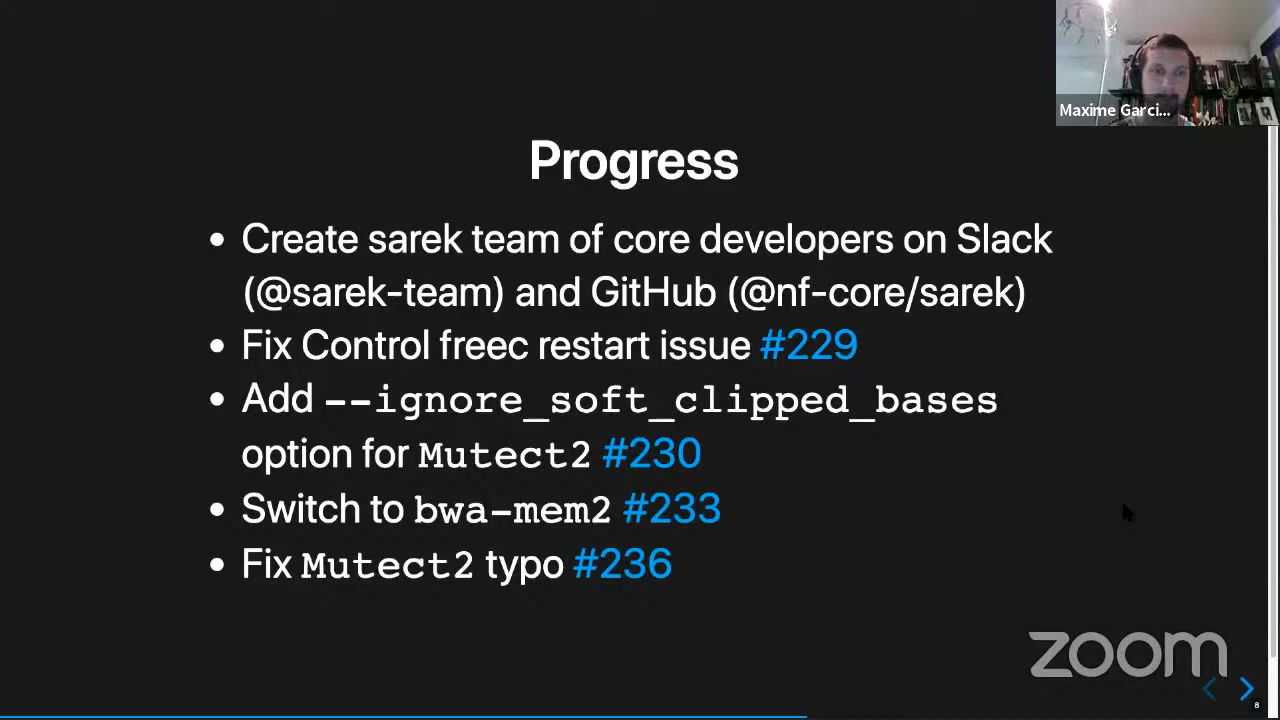 Maxime Garci...
Progress
• Create sarek team of core developers on Slack
(@sarek-team) and GitHub (@nf-core/sarek)
• Fix Control freec restart issue #229
• Add --ignore_soft_clipped_bases
option for Mutect2 #230
• Switch to bwa-mem2 #233
• Fix Mutect2 typo #236
zoom
8